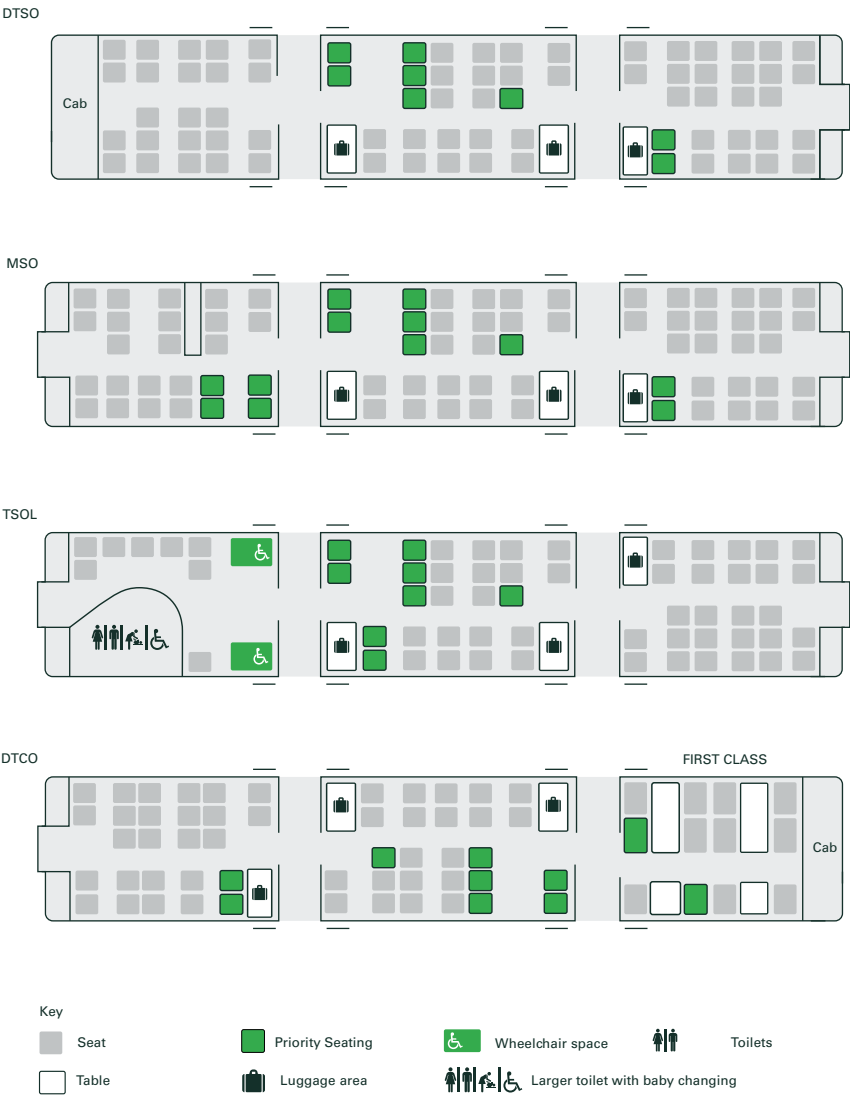 DTSO
Cab
MSO
TSOL
DTCO
FIRST CLASS
Cab
Key
Seat
Priority Seating
Wheelchair space
Toilets
Table
Luggage area
Larger toilet with baby changing